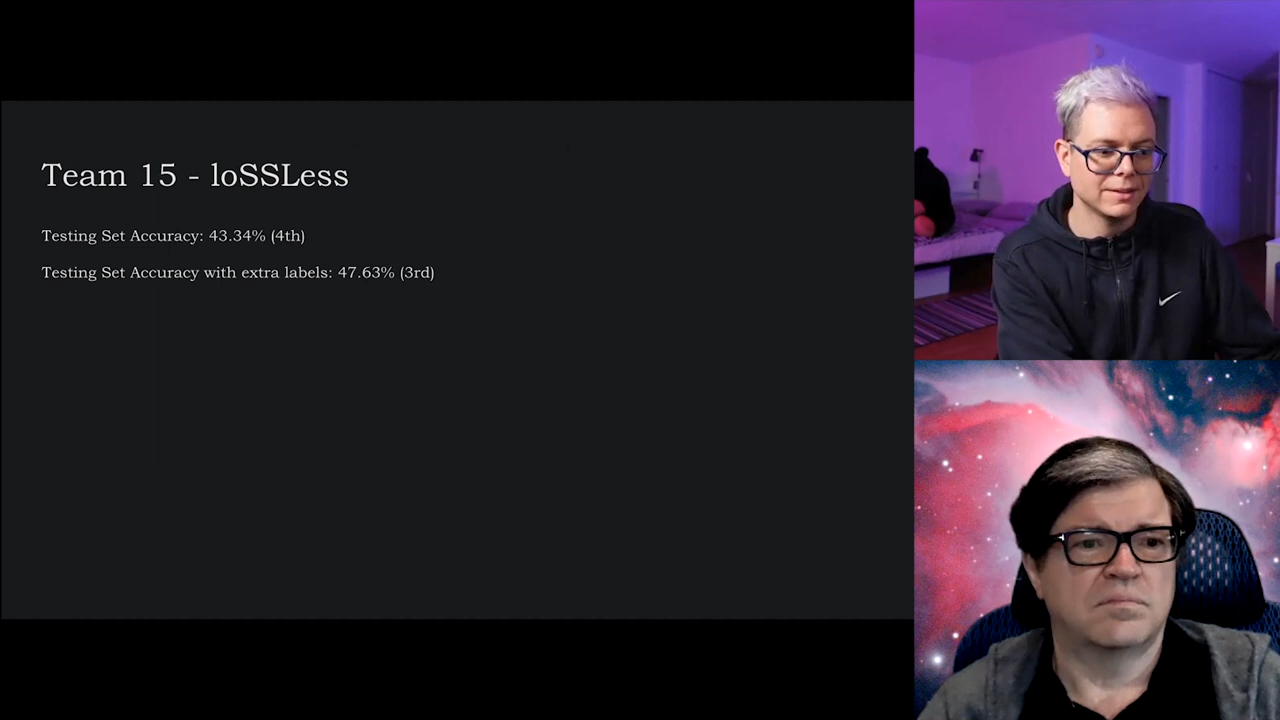 Team 15 - loSSLess
Testing Set Accuracy: 43.34% (4th)
Testing Set Accuracy with extra labels: 47.63% (3rd)